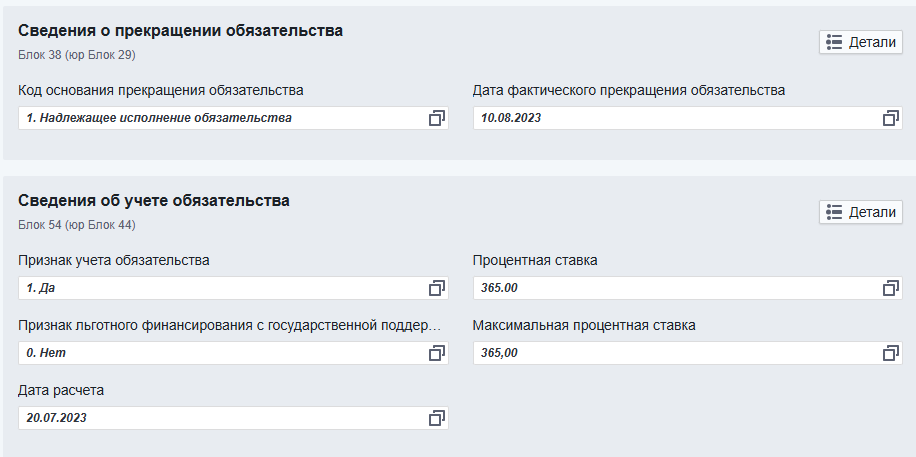 Сведения о прекращении обязательства
Блок 38 (юр Блок 29)
Детали
Код основания прекращения обязательства
Дата фактического прекращения обязательства
1. Надлежащее исполнение обязательства
10.08.2023
Сведения об учете обязательства
Блок 54 (юр Блок 44)
Детали
Признак учета обязательства
Процентная ставка
1. Да
365.00
Признак льготного финансирования с государственной поддер...
Максимальная процентная ставка
0. Нет
365,00
Дата расчета
20.07.2023